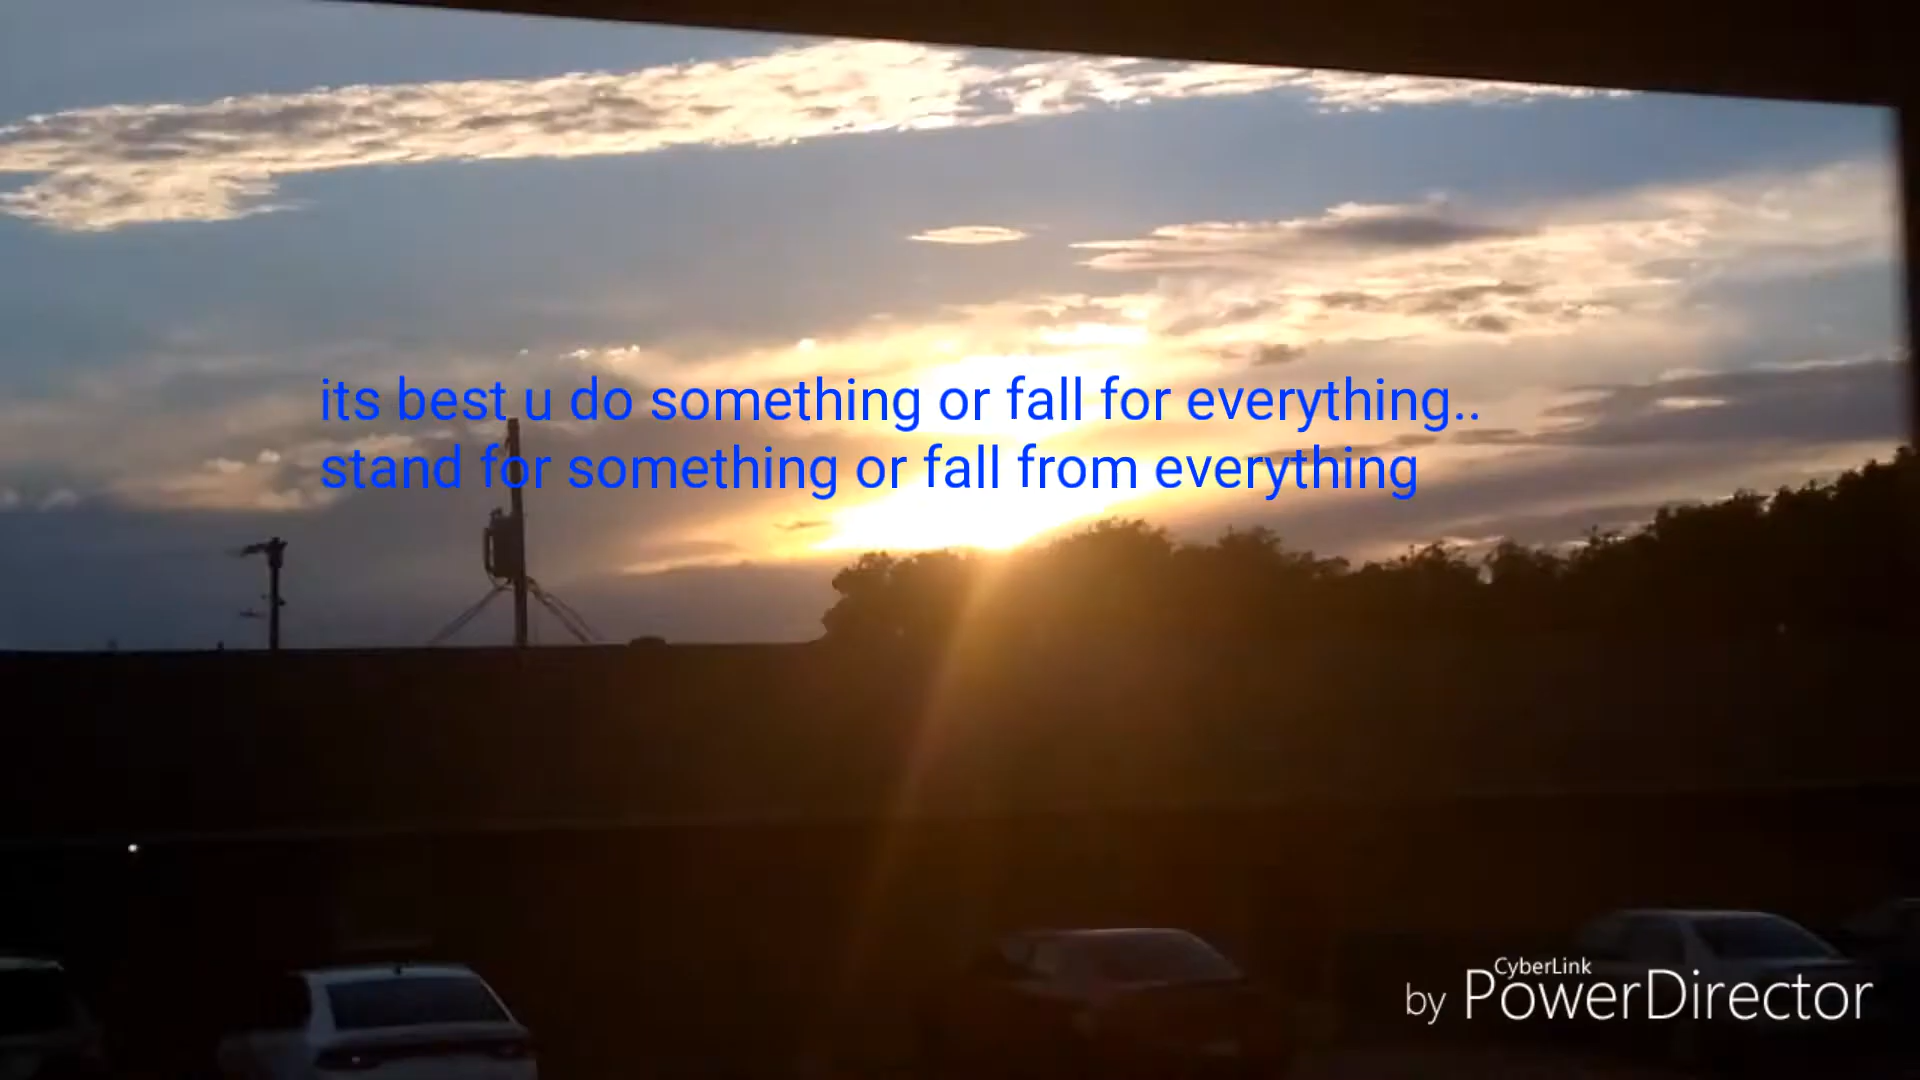 its best u do something or fall for everything..
stand for something or fall from everything
by CyberLink PowerDirector